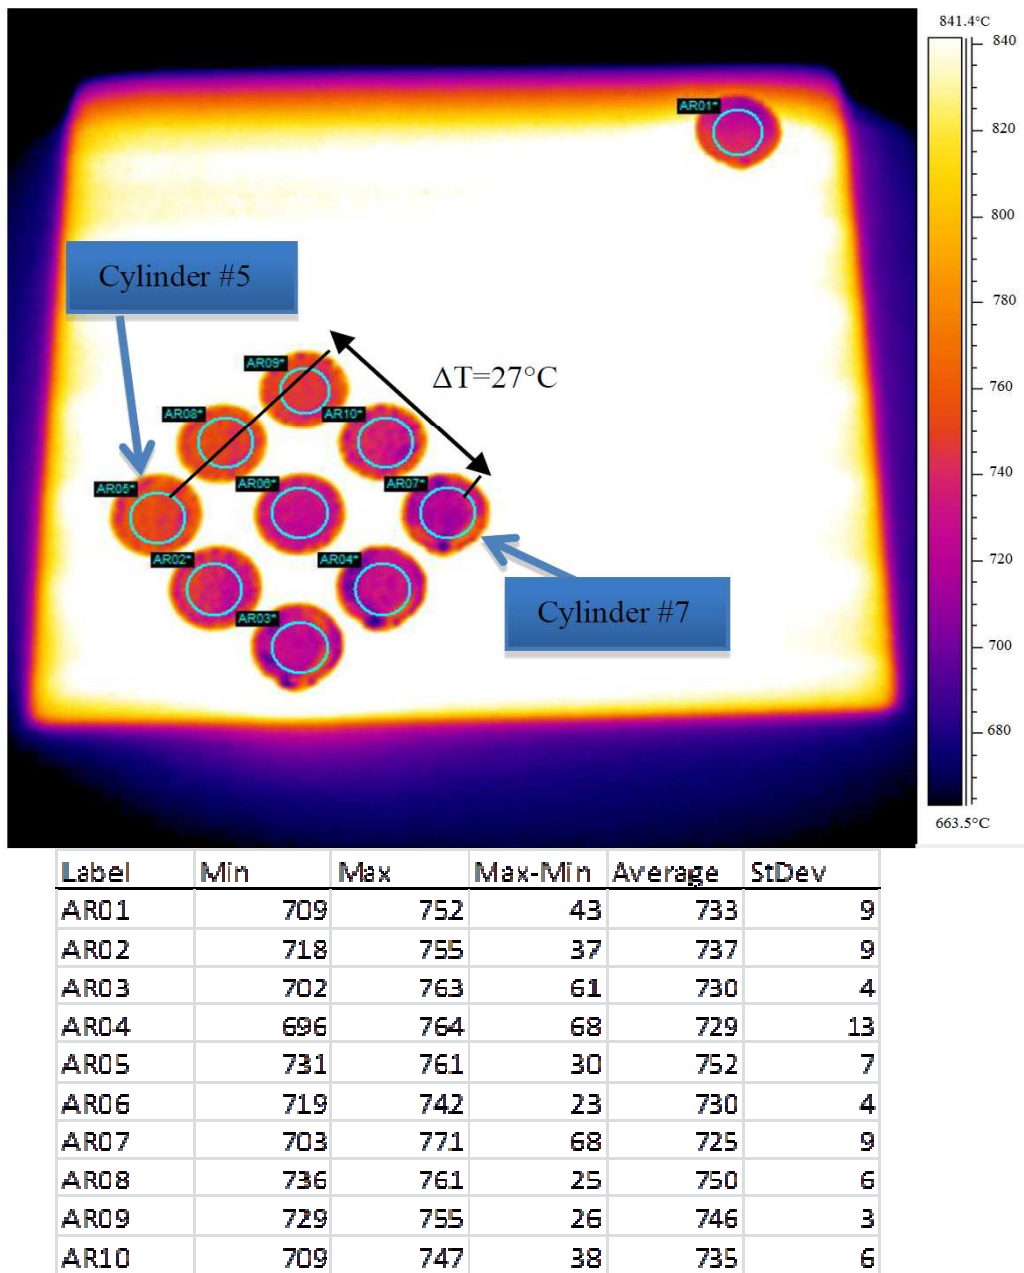 841.4°C
840
AR01*
820
800
Cylinder #5
780
ΔT=27°C
AR09*
760
AR08*
AR10*
740
AR05*
AR06*
AR07*
720
AR02*
AR04*
Cylinder #7
AR03*
700
680
663.5°C
Label Min Max Max-Min Average StDev
AR01 709 752 43 733 9
AR02 718 755 37 737 9
AR03 702 763 61 730 4
AR04 696 764 68 729 13
AR05 731 761 30 752 7
AR06 719 742 23 730 4
AR07 703 771 68 725 9
AR08 736 761 25 750 6
AR09 729 755 26 746 3
AR10 709 747 38 735 6